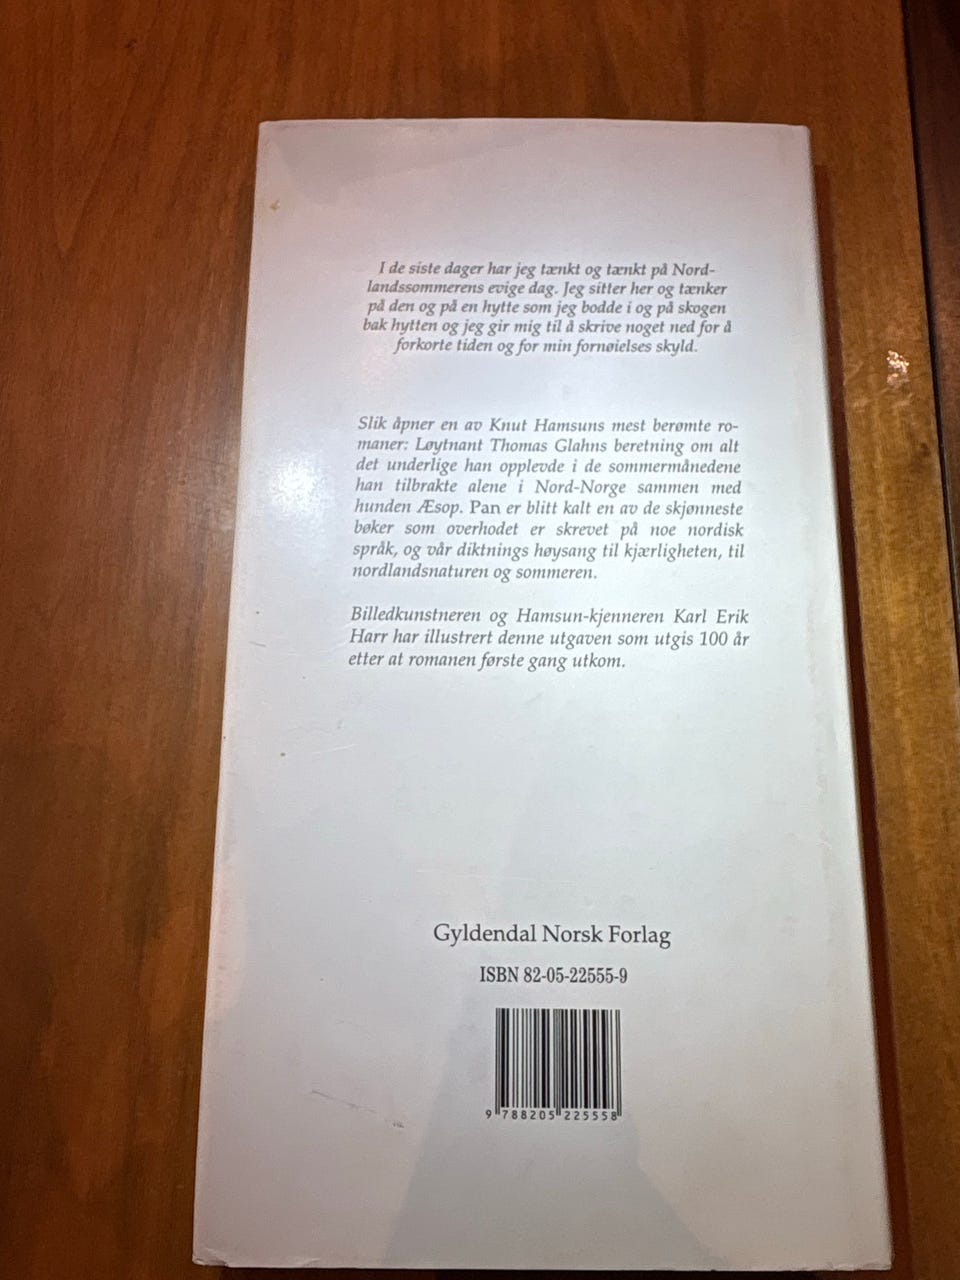 I de siste dager har jeg tænkt og tænkt på Nord-
landssommerens evige dag. Jeg sitter her og tænker
på den og på en hytte som jeg bodde i og på skogen
bak hytten og jeg gir mig til å skrive noget ned for å
forkorte tiden og for min fornøielses skyld.
Slik åpner en av Knut Hamsuns mest berømte ro-
maner: Løytnant Thomas Glahns beretning om alt
det underlige han opplevde i de sommermånedene
han tilbrakte alene i Nord-Norge sammen med
hunden Æsop. Pan er blitt kalt en av de skjønneste
bøker som overhodet er skrevet på noe nordisk
språk, og vår diktnings høysang til kjærligheten, til
nordlandsnaturen og sommeren.
Billedkunstneren og Hamsun-kjenneren Karl Erik
Harr har illustrert denne utgaven som utgis 100 år
etter at romanen første gang utkom.
Gyldendal Norsk Forlag
ISBN 82-05-22555-9
9 788205 225558